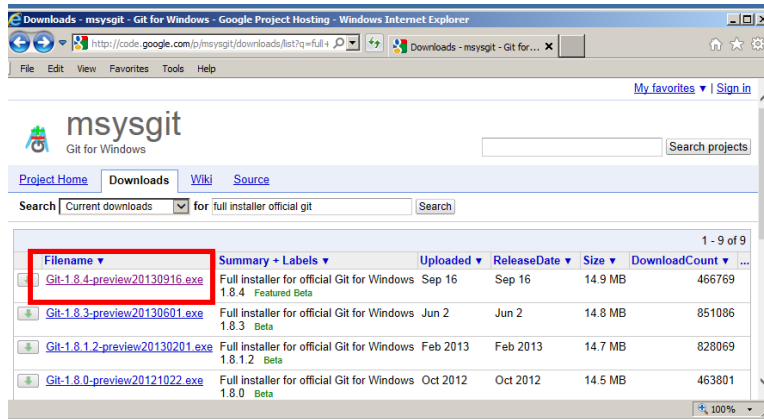 Downloads - msysgit - Git for Windows - Google Project Hosting - Windows Internet Explorer
http://code.google.com/p/msysgit/downloads/list?q=full+ Downloads - msysgit - Git for...
File Edit View Favorites Tools Help
My favorites ▼ | Sign in
msysgit
Git for Windows
Search projects
Project Home Downloads Wiki Source
Search Current downloads for full installer official git Search
1 - 9 of 9
Filename ▼ Summary + Labels ▼ Uploaded ▼ ReleaseDate ▼ Size ▼ DownloadCount ▼ ...
Git-1.8.4-preview20130916.exe Full installer for official Git for Windows Sep 16 Sep 16 14.9 MB 466769
1.8.4 Featured Beta
Git-1.8.3-preview20130601.exe Full installer for official Git for Windows Jun 2 Jun 2 14.8 MB 851086
1.8.3 Beta
Git-1.8.1.2-preview20130201.exe Full installer for official Git for Windows Feb 2013 Feb 2013 14.7 MB 828069
1.8.1.2 Beta
Git-1.8.0-preview20121022.exe Full installer for official Git for Windows Oct 2012 Oct 2012 14.5 MB 463801
1.8.0 Beta
100%